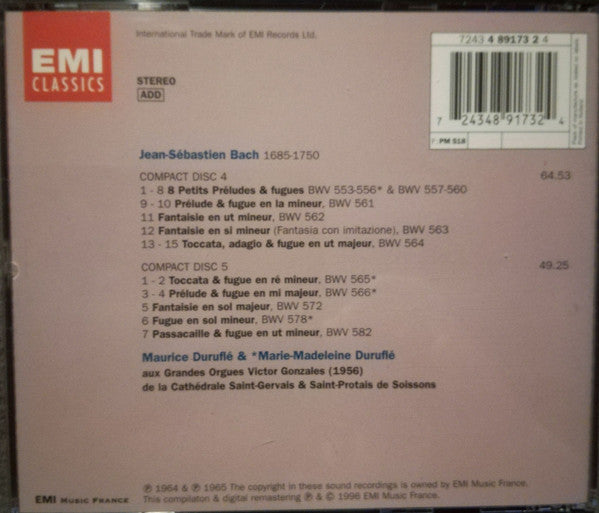 EMI
CLASSICS
International Trade Mark of EMI Records Ltd.
STEREO
ADD
7243 4 89173 2 4
7 24348 91732 4
PM 518
Jean-Sébastien Bach 1685-1750
COMPACT DISC 4 64.53
1 - 8 8 Petits Préludes & fugues BWV 553-556* & BWV 557-560
9 - 10 Prélude & fugue en la mineur, BWV 561
11 Fantaisie en ut mineur, BWV 562
12 Fantaisie en si mineur (Fantasia con imitazione), BWV 563
13 - 15 Toccata, adagio & fugue en ut majeur, BWV 564
COMPACT DISC 5 49.25
1 - 2 Toccata & fugue en ré mineur, BWV 565*
3 - 4 Prélude & fugue en mi majeur, BWV 566*
5 Fantaisie en sol majeur, BWV 572
6 Fugue en sol mineur, BWV 578*
7 Passacaille & fugue en ut mineur, BWV 582
Maurice Duruflé & *Marie-Madeleine Duruflé
aux Grandes Orgues Victor Gonzales (1956)
de la Cathédrale Saint-Gervais & Saint-Protais de Soissons
℗ 1964 & ℗ 1965 The copyright in these sound recordings is owned by EMI Music France.
EMI MUSIC FRANCE This compilaton & digital remastering ℗ & © 1996 EMI Music France.